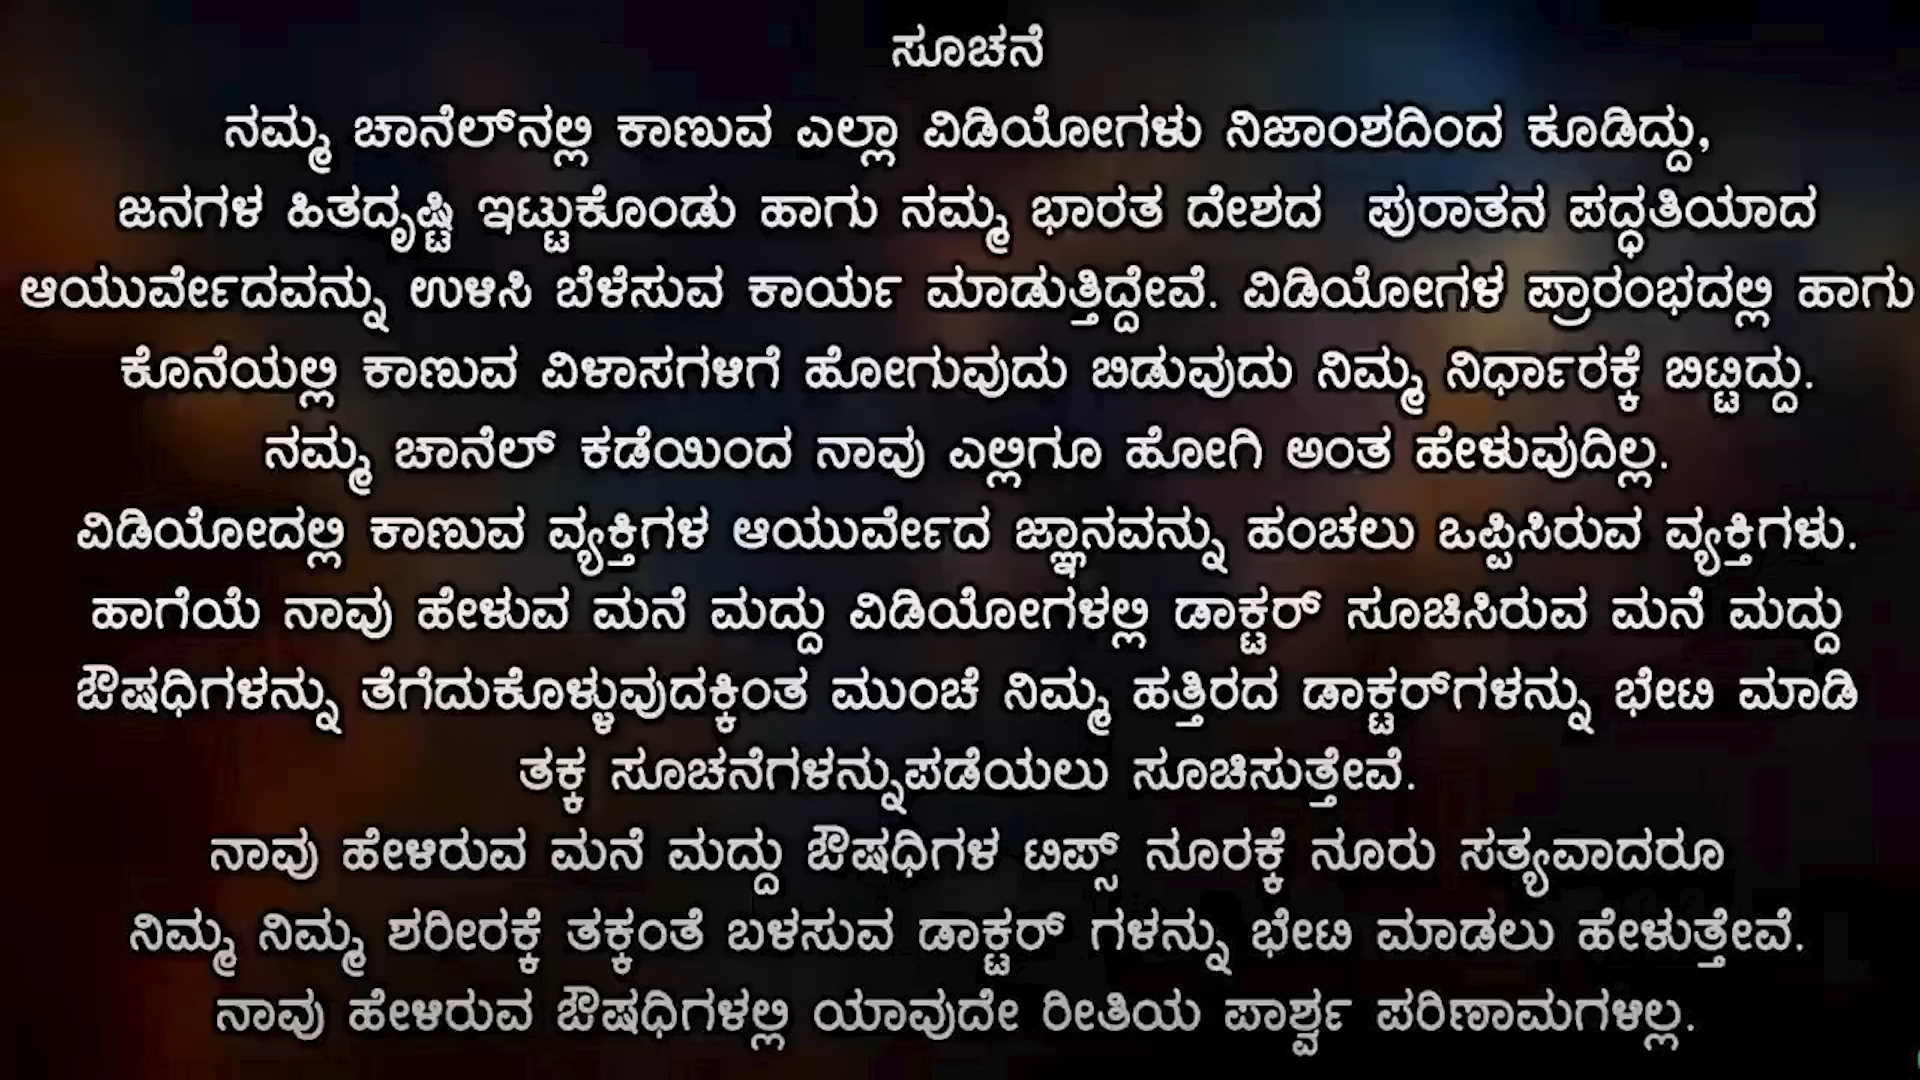 ಸೂಚನೆ
ನಮ್ಮ ಚಾನೆಲ್‌ನಲ್ಲಿ ಕಾಣುವ ಎಲ್ಲಾ ವಿಡಿಯೋಗಳು ನಿಜಾಂಶದಿಂದ ಕೂಡಿದ್ದು,
ಜನಗಳ ಹಿತದೃಷ್ಟಿ ಇಟ್ಟುಕೊಂಡು ಹಾಗು ನಮ್ಮ ಭಾರತ ದೇಶದ ಪುರಾತನ ಪದ್ಧತಿಯಾದ
ಆಯುರ್ವೇದವನ್ನು ಉಳಿಸಿ ಬೆಳೆಸುವ ಕಾರ್ಯ ಮಾಡುತ್ತಿದ್ದೇವೆ. ವಿಡಿಯೋಗಳ ಪ್ರಾರಂಭದಲ್ಲಿ ಹಾಗು
ಕೊನೆಯಲ್ಲಿ ಕಾಣುವ ವಿಳಾಸಗಳಿಗೆ ಹೋಗುವುದು ಬಿಡುವುದು ನಿಮ್ಮ ನಿರ್ಧಾರಕ್ಕೆ ಬಿಟ್ಟಿದ್ದು.
ನಮ್ಮ ಚಾನೆಲ್ ಕಡೆಯಿಂದ ನಾವು ಎಲ್ಲಿಗೂ ಹೋಗಿ ಅಂತ ಹೇಳುವುದಿಲ್ಲ.
ವಿಡಿಯೋದಲ್ಲಿ ಕಾಣುವ ವ್ಯಕ್ತಿಗಳ ಆಯುರ್ವೇದ ಜ್ಞಾನವನ್ನು ಹಂಚಲು ಒಪ್ಪಿಸಿರುವ ವ್ಯಕ್ತಿಗಳು.
ಹಾಗೆಯೆ ನಾವು ಹೇಳುವ ಮನೆ ಮದ್ದು ವಿಡಿಯೋಗಳಲ್ಲಿ ಡಾಕ್ಟರ್ ಸೂಚಿಸಿರುವ ಮನೆ ಮದ್ದು
ಔಷಧಿಗಳನ್ನು ತೆಗೆದುಕೊಳ್ಳುವುದಕ್ಕಿಂತ ಮುಂಚೆ ನಿಮ್ಮ ಹತ್ತಿರದ ಡಾಕ್ಟರ್‌ಗಳನ್ನು ಭೇಟಿ ಮಾಡಿ
ತಕ್ಕ ಸೂಚನೆಗಳನ್ನುಪಡೆಯಲು ಸೂಚಿಸುತ್ತೇವೆ.
ನಾವು ಹೇಳಿರುವ ಮನೆ ಮದ್ದು ಔಷಧಿಗಳ ಟಿಪ್ಸ್ ನೂರಕ್ಕೆ ನೂರು ಸತ್ಯವಾದರೂ
ನಿಮ್ಮ ನಿಮ್ಮ ಶರೀರಕ್ಕೆ ತಕ್ಕಂತೆ ಬಳಸುವ ಡಾಕ್ಟರ್ ಗಳನ್ನು ಭೇಟಿ ಮಾಡಲು ಹೇಳುತ್ತೇವೆ.
ನಾವು ಹೇಳಿರುವ ಔಷಧಿಗಳಲ್ಲಿ ಯಾವುದೇ ರೀತಿಯ ಪಾರ್ಶ್ವ ಪರಿಣಾಮಗಳಿಲ್ಲ.